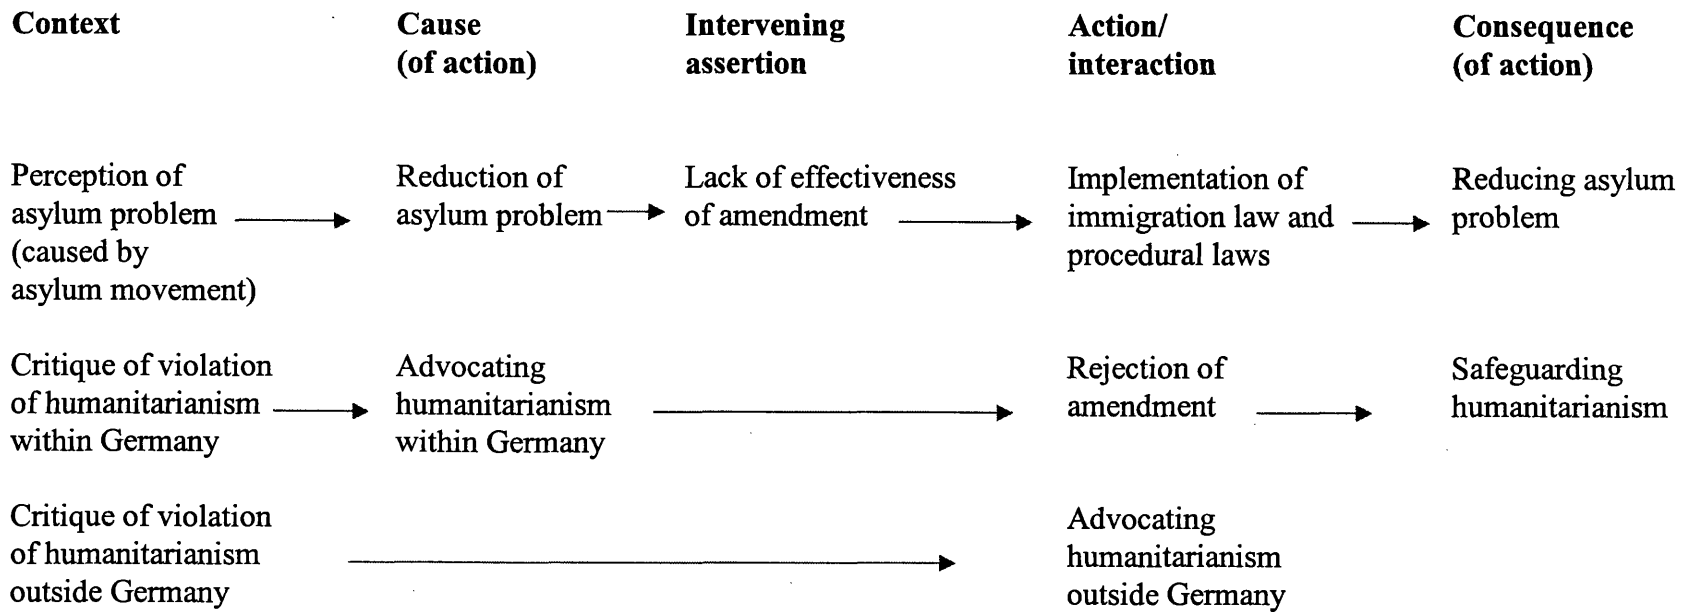 Context
Cause
(of action)
Intervening
assertion
Action/
interaction
Consequence
(of action)
Perception of
asylum problem
(caused by
asylum movement)
Reduction of
asylum problem
Lack of effectiveness
of amendment
Implementation of
immigration law and
procedural laws
Reducing asylum
problem
Critique of violation
of humanitarianism
within Germany
Advocating
humanitarianism
within Germany
Rejection of
amendment
Safeguarding
humanitarianism
Critique of violation
of humanitarianism
outside Germany
Advocating
humanitarianism
outside Germany